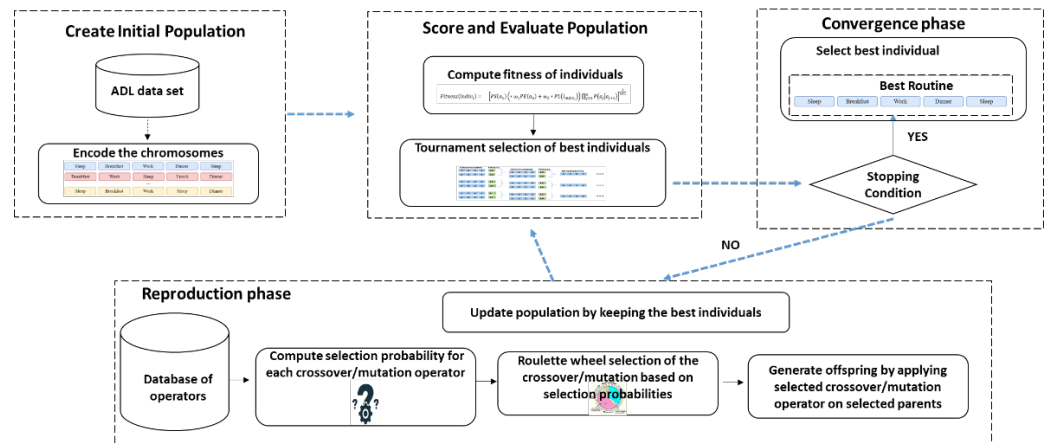 Create Initial Population
ADL data set
Encode the chromosomes
Sleep Breakfast Work Dinner Sleep
Breakfast Work Sleep Lunch Dinner
...
Sleep Breakfast Work Sleep Dinner
Score and Evaluate Population
Compute fitness of individuals
Tournament selection of best individuals
Convergence phase
Select best individual
Best Routine
Sleep Breakfast Work Dinner Sleep
YES
Stopping
Condition
NO
Reproduction phase
Update population by keeping the best individuals
Database of
operators
Compute selection probability for
each crossover/mutation operator
???
Roulette wheel selection of the
crossover/mutation based on
selection probabilities
Generate offspring by applying
selected crossover/mutation
operator on selected parents